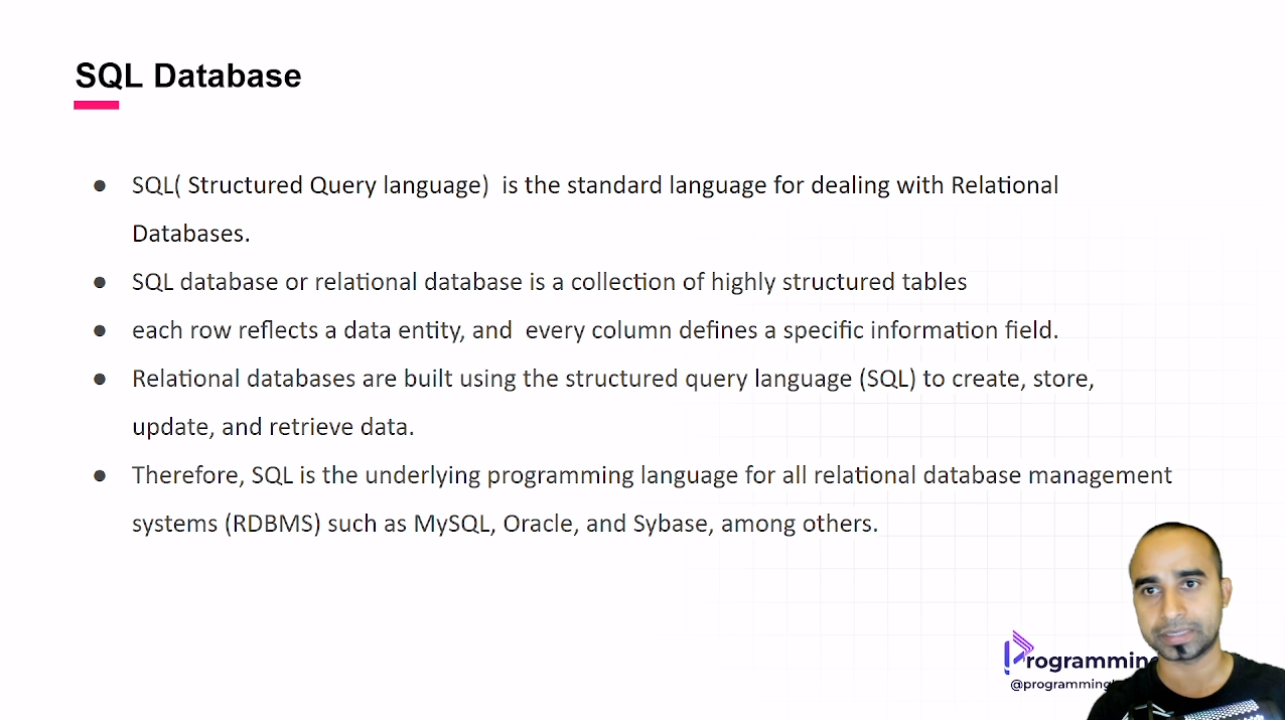 SQL Database
● SQL( Structured Query language)  is the standard language for dealing with Relational
Databases.
● SQL database or relational database is a collection of highly structured tables
● each row reflects a data entity, and  every column defines a specific information field.
● Relational databases are built using the structured query language (SQL) to create, store,
update, and retrieve data.
● Therefore, SQL is the underlying programming language for all relational database management
systems (RDBMS) such as MySQL, Oracle, and Sybase, among others.